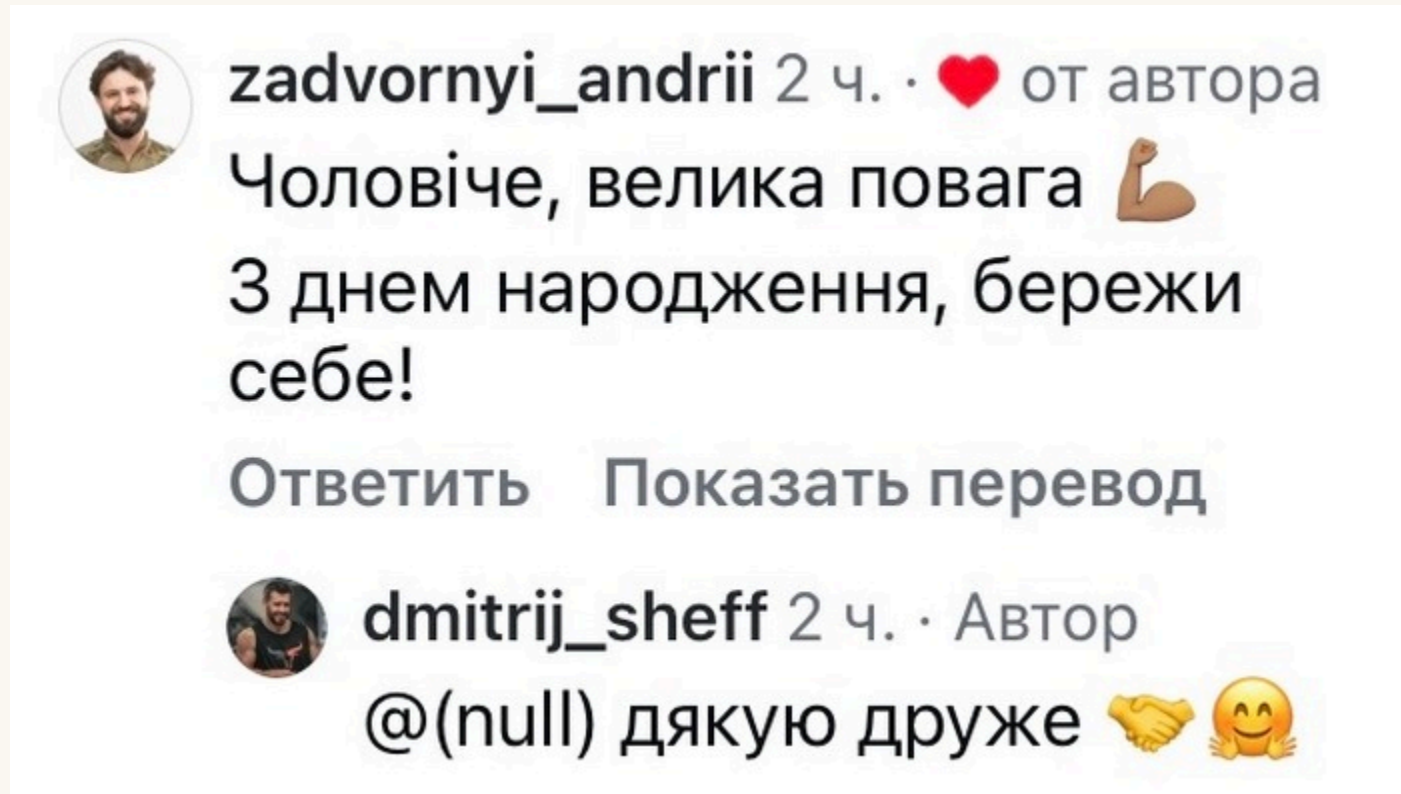 zadvornyi_andrii 2 ч. · ❤️ от автора
Чоловіче, велика повага 💪🏽
З днем народження, бережи
себе!
Ответить Показать перевод
dmitrij_sheff 2 ч. · Автор
@(null) дякую друже 🤝🤗